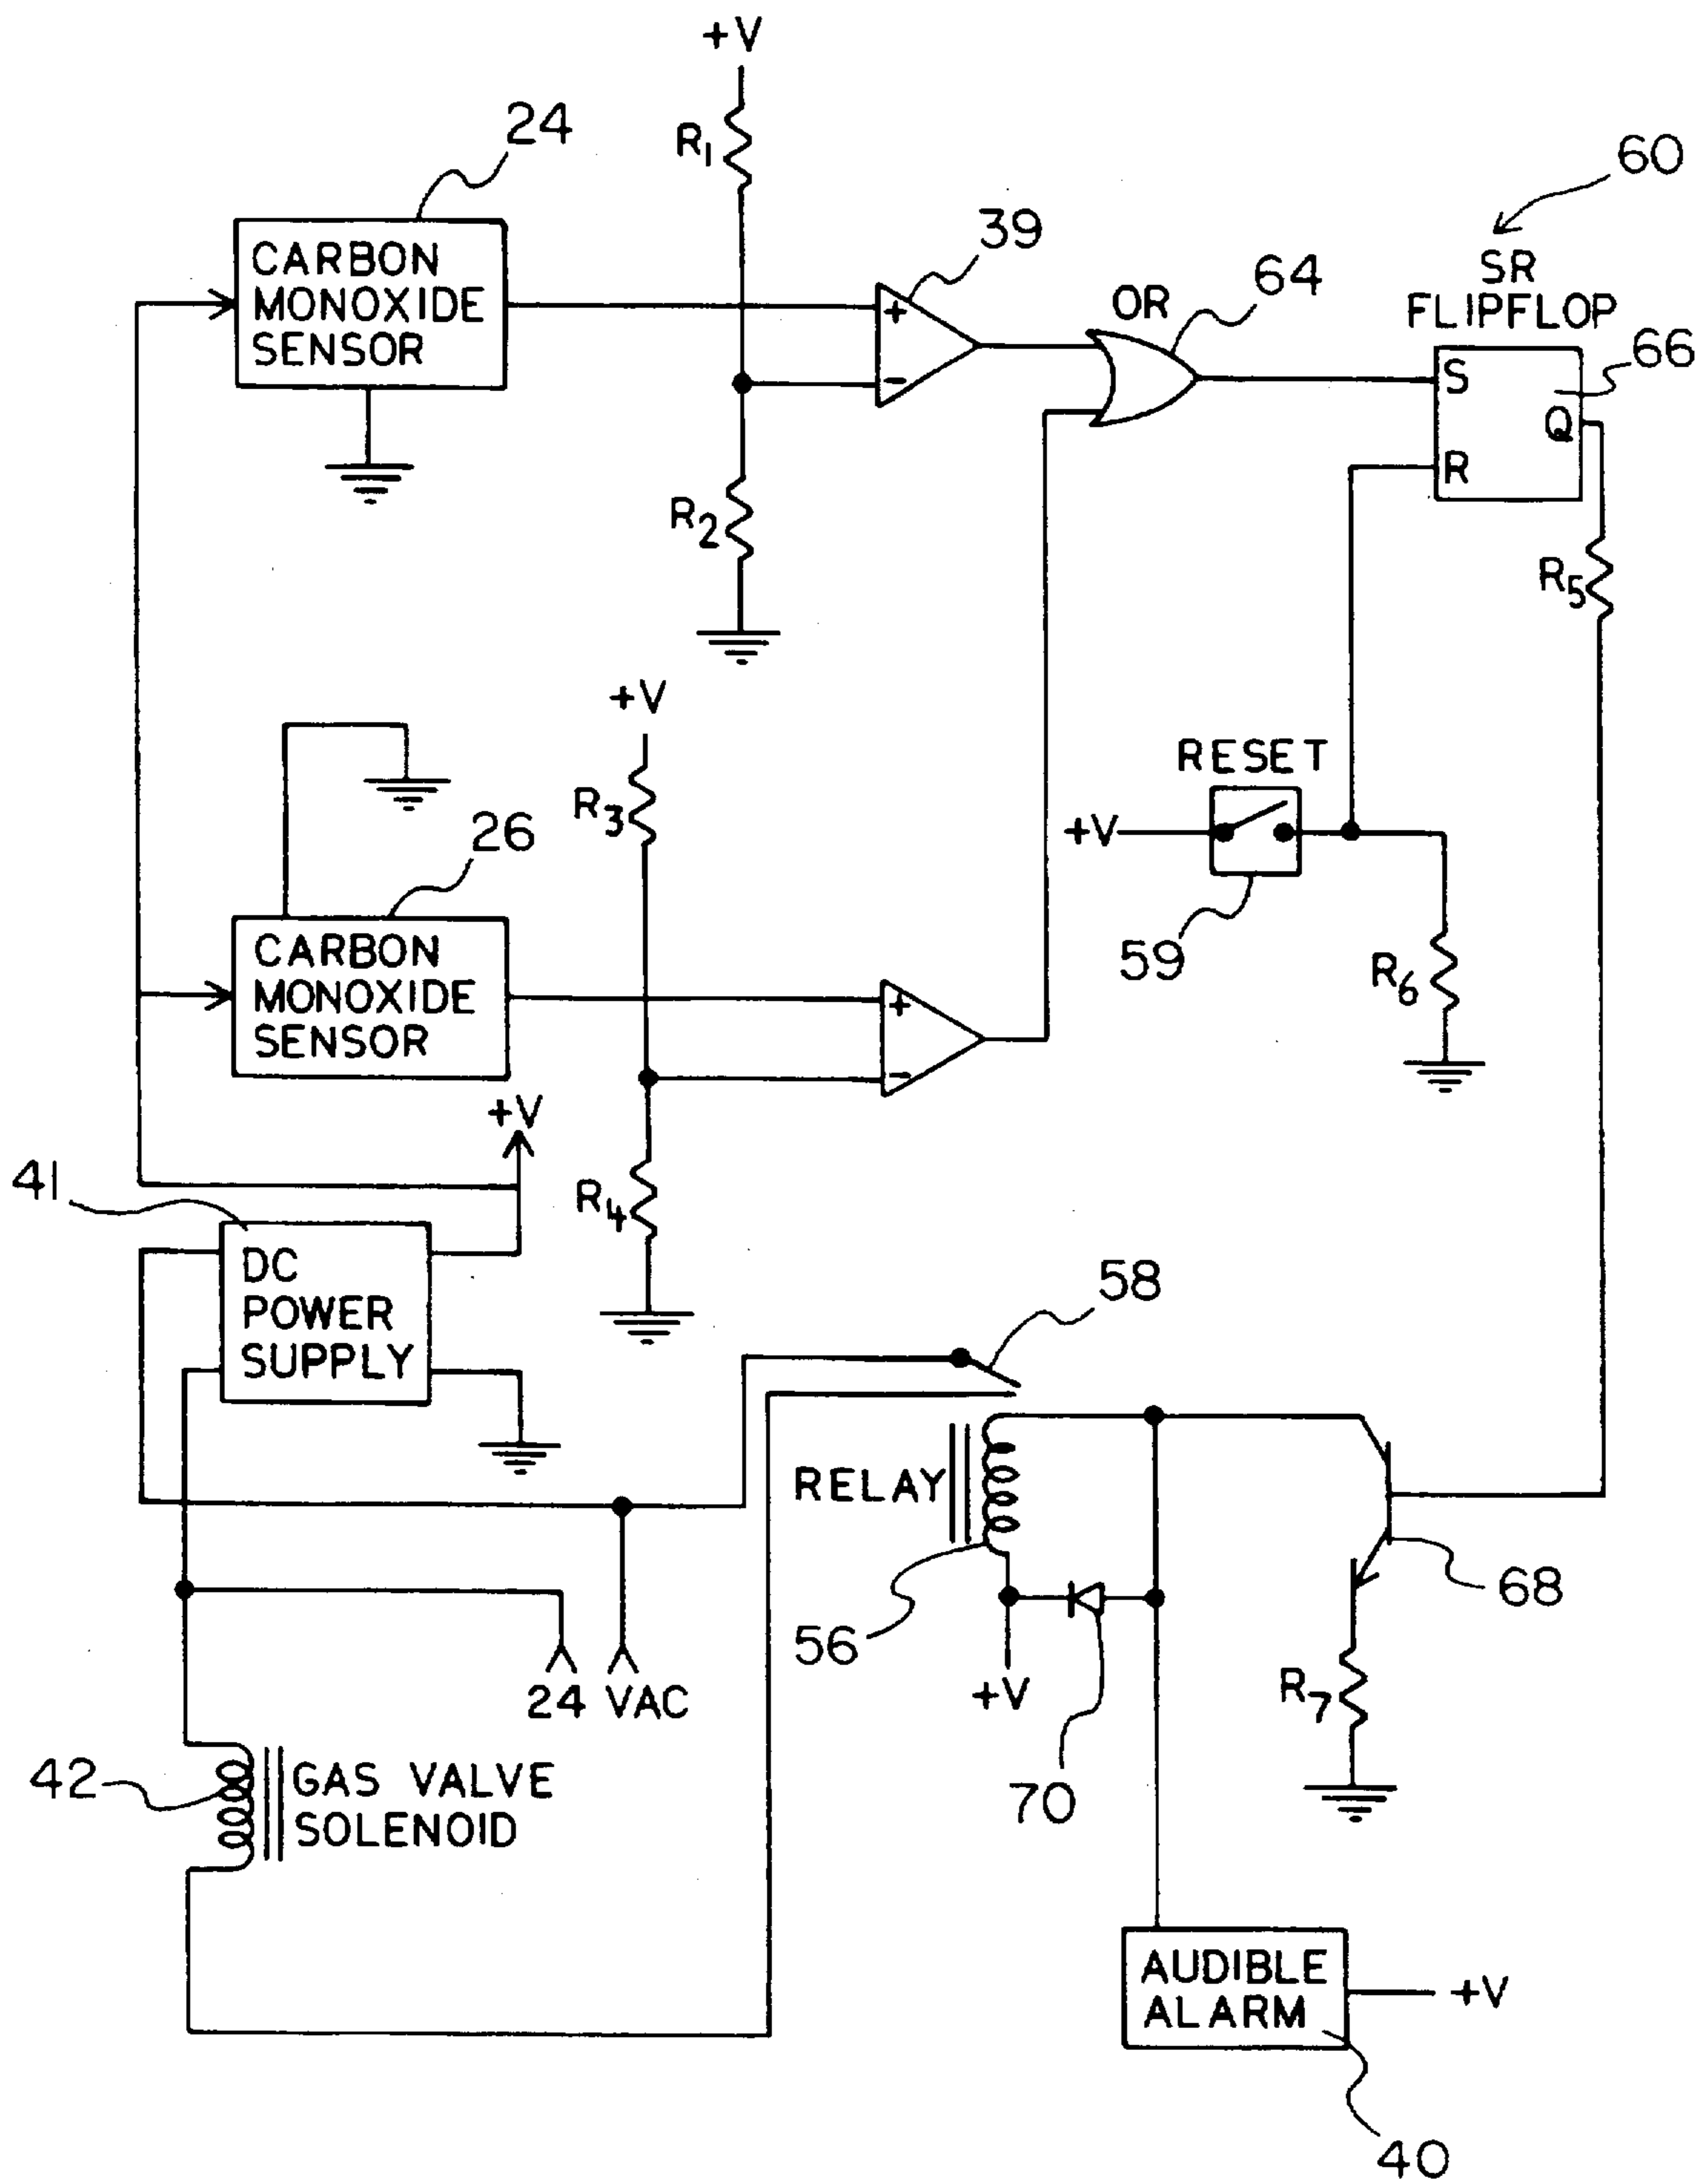 +V
R1
24
CARBON
MONOXIDE
SENSOR
39
+
-
OR
64
60
SR
FLIPFLOP
66
S
Q
R
R2
R5
+V
R3
RESET
+V
59
R6
26
CARBON
MONOXIDE
SENSOR
+
-
+V
R4
41
DC
POWER
SUPPLY
58
RELAY
56
+V
70
68
R7
24 VAC
42
GAS VALVE
SOLENOID
AUDIBLE
ALARM
+V
40